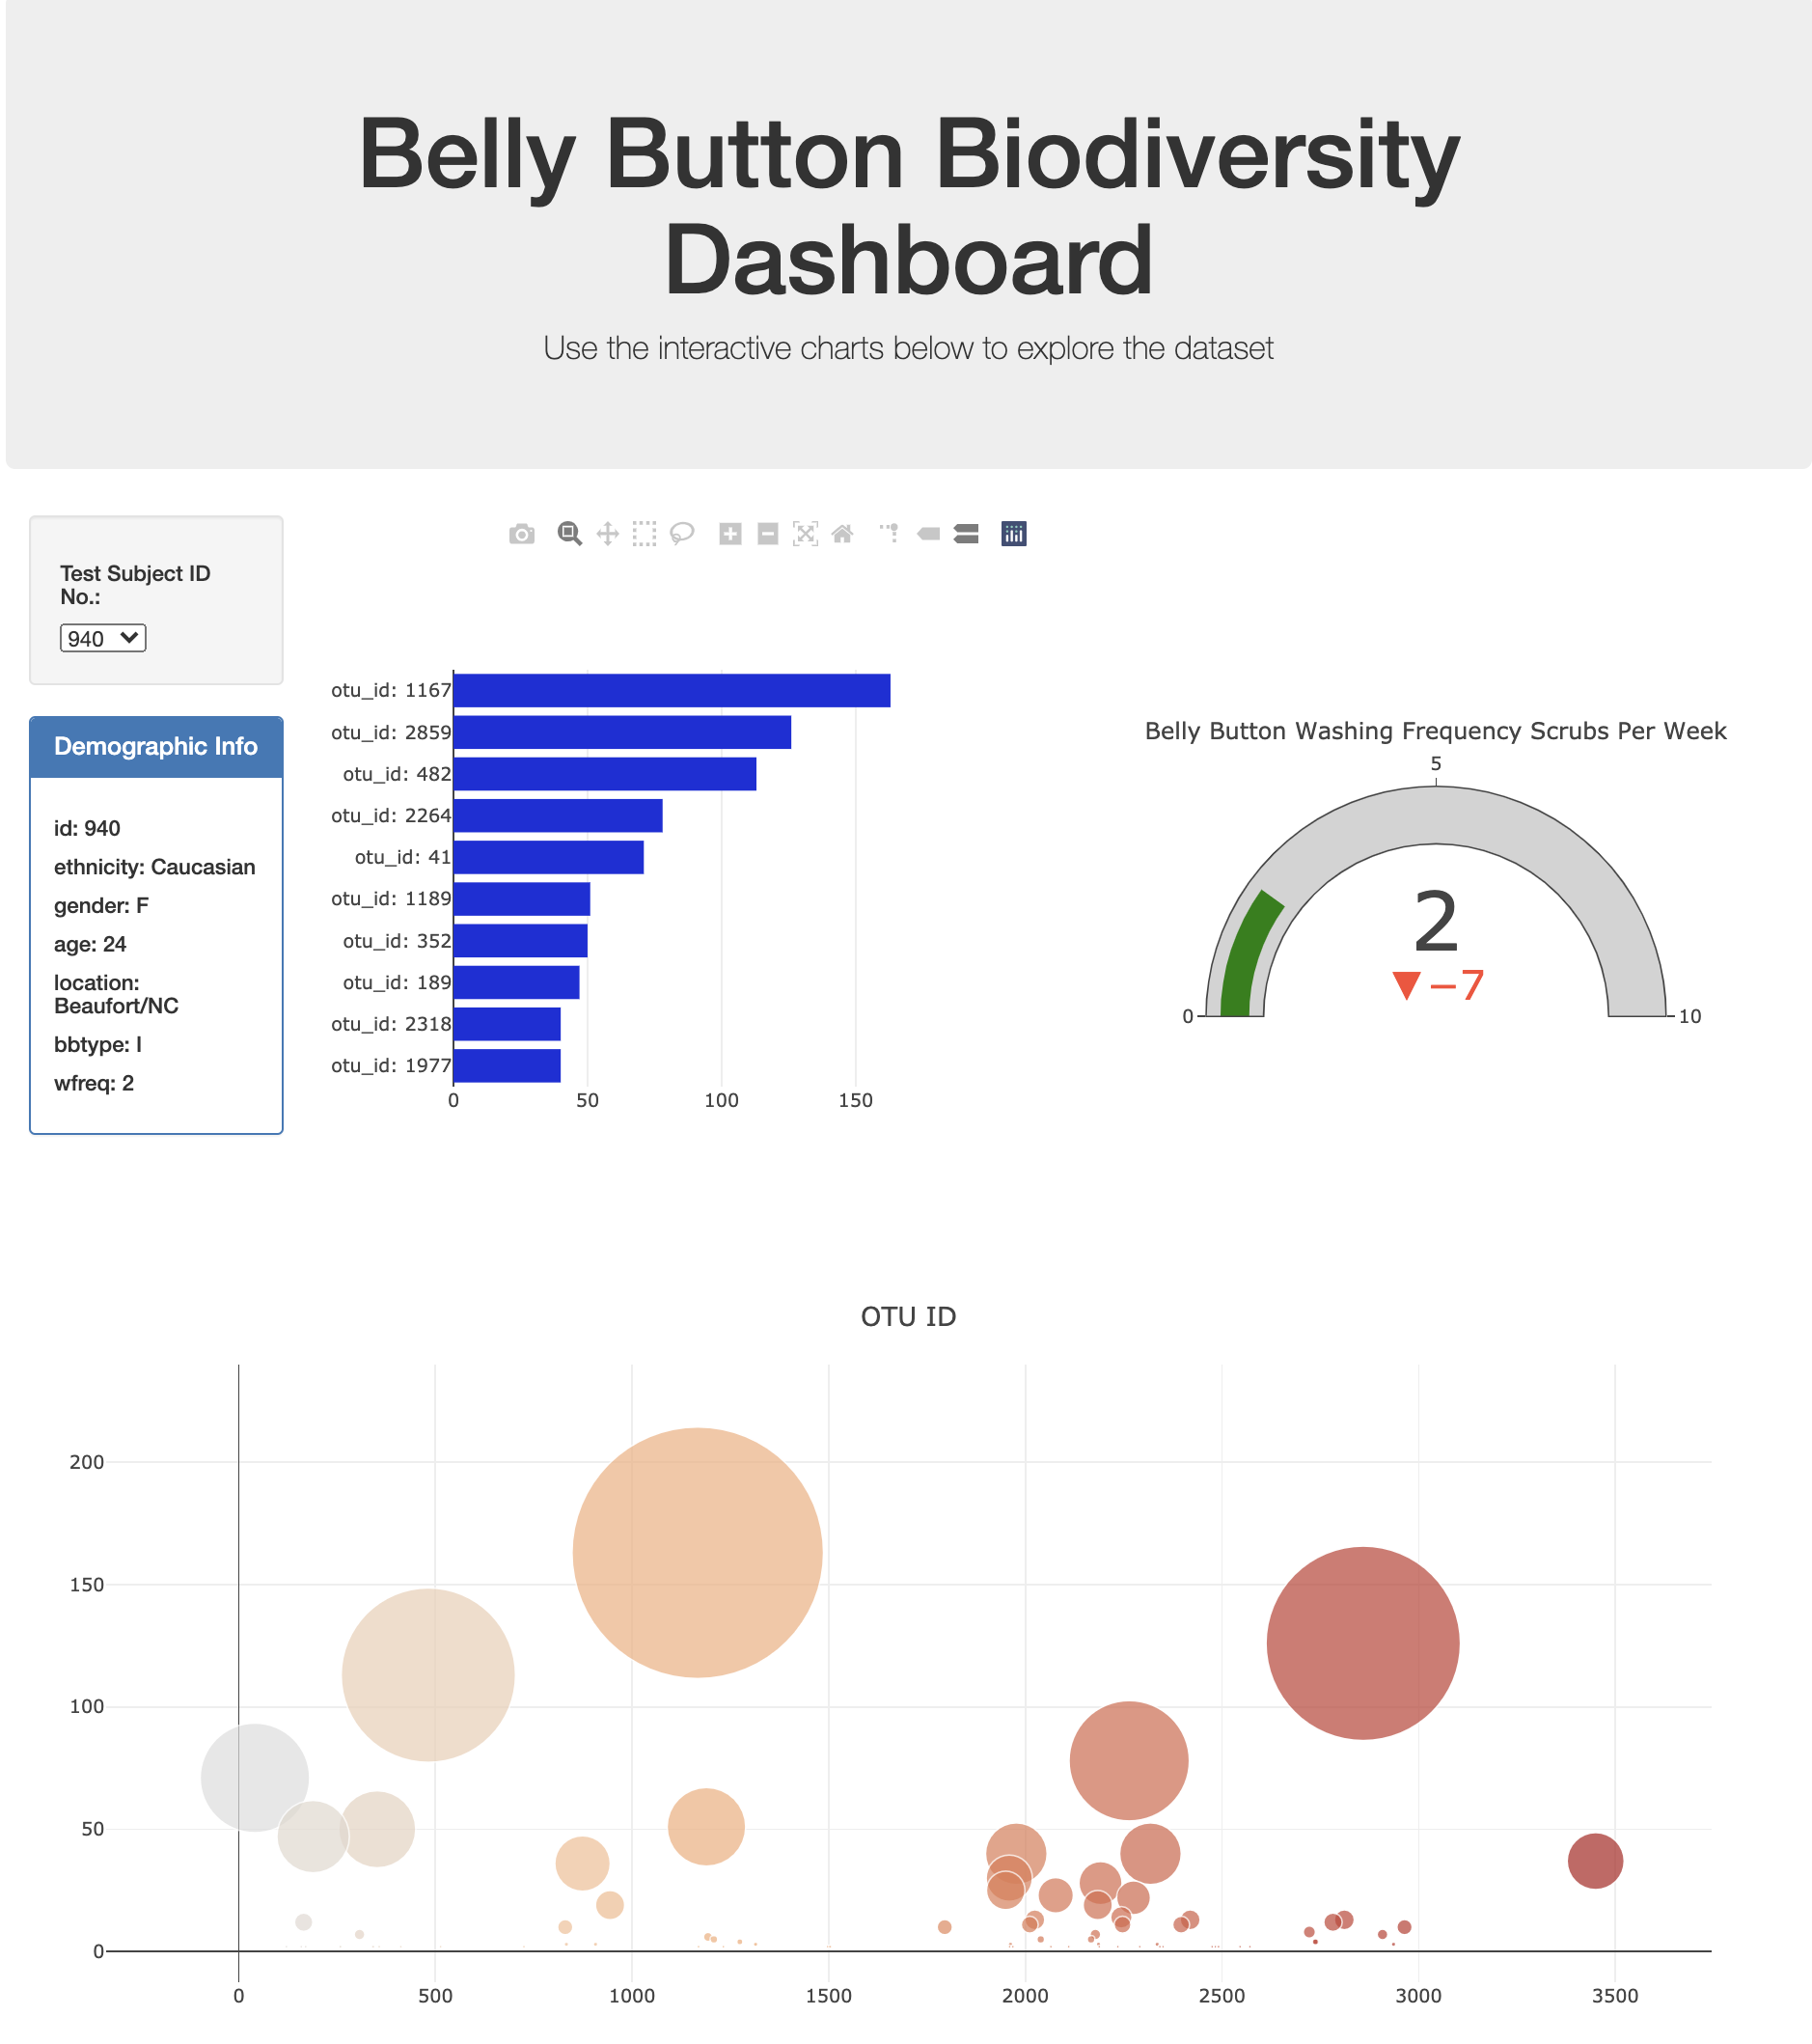 Belly Button Biodiversity
Dashboard
Use the interactive charts below to explore the dataset
Test Subject ID
No.:
940
Demographic Info
id: 940
ethnicity: Caucasian
gender: F
age: 24
location:
Beaufort/NC
bbtype: I
wfreq: 2
otu_id: 1167
otu_id: 2859
otu_id: 482
otu_id: 2264
otu_id: 41
otu_id: 1189
otu_id: 352
otu_id: 189
otu_id: 2318
otu_id: 1977
0 50 100 150
Belly Button Washing Frequency Scrubs Per Week
5
2
▼−7
0 10
OTU ID
200
150
100
50
0
0 500 1000 1500 2000 2500 3000 3500